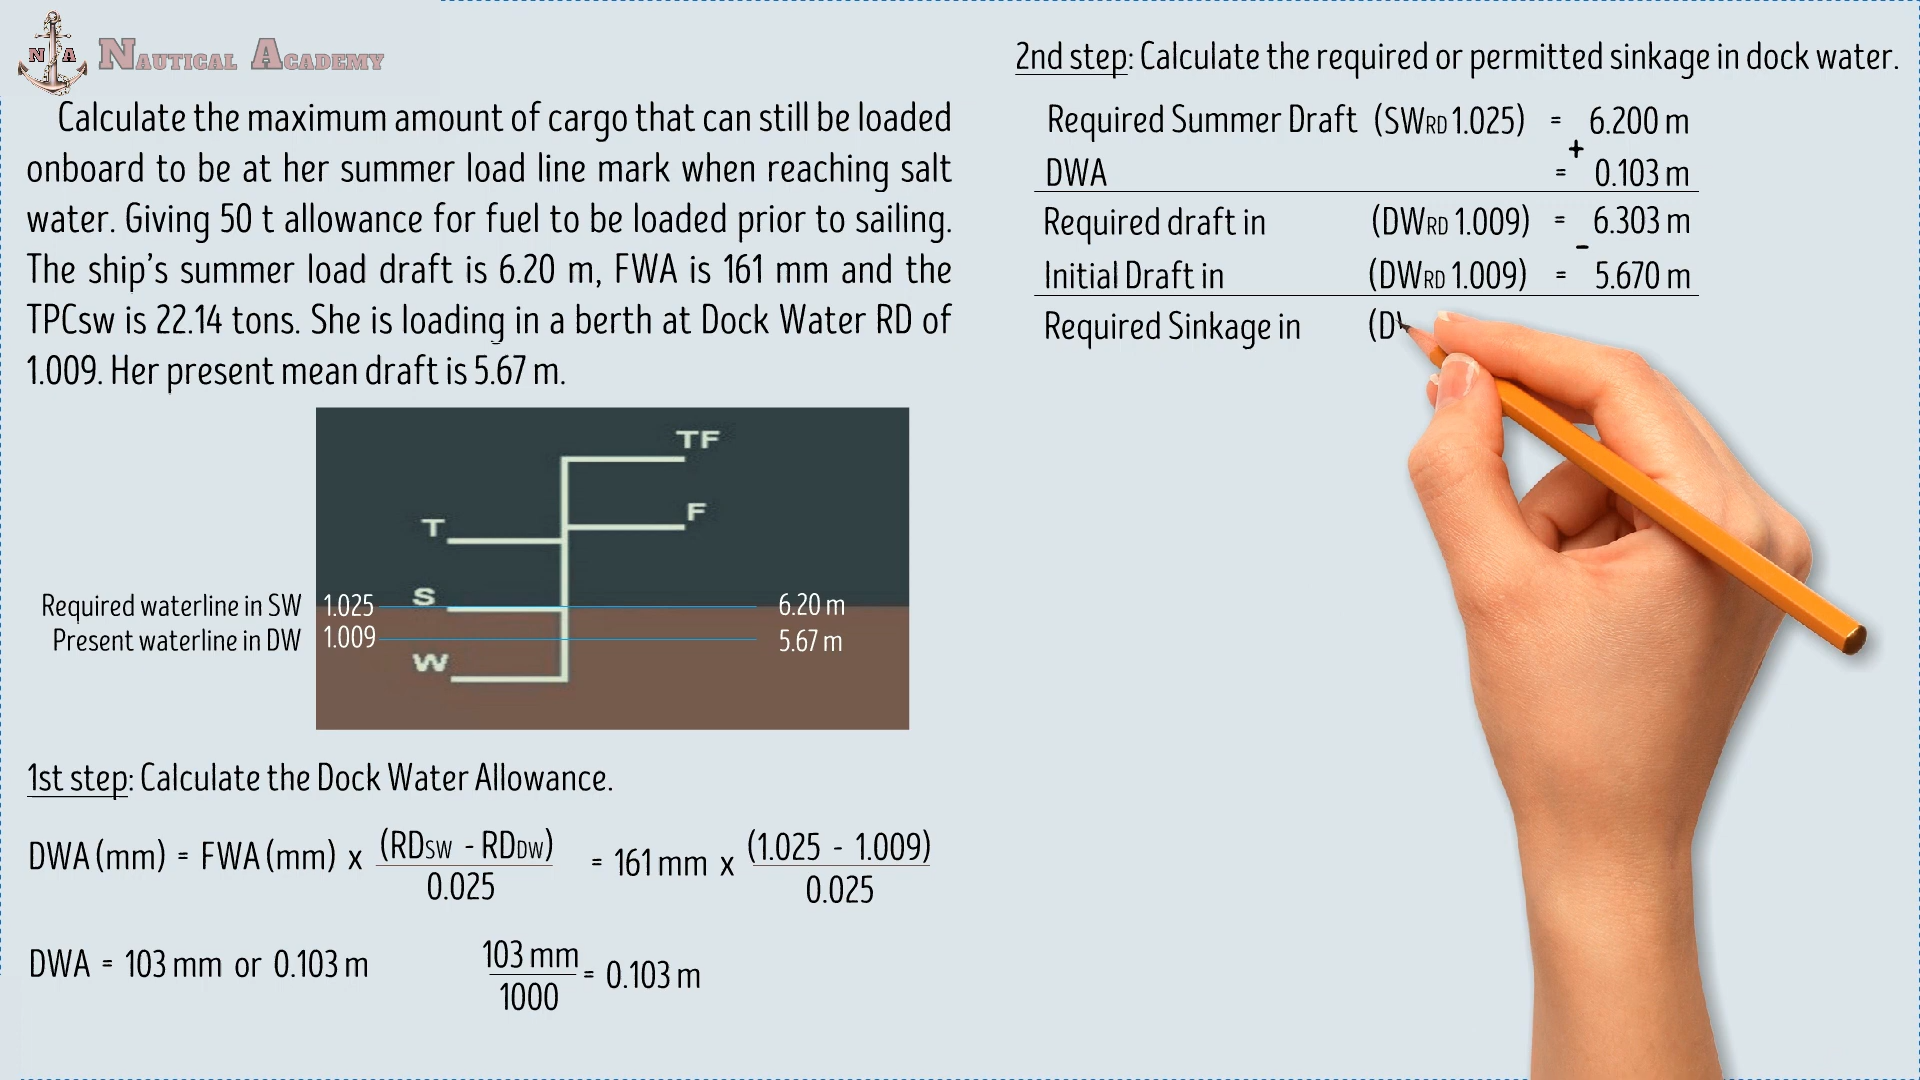 NA NAUTICAL ACADEMY
Calculate the maximum amount of cargo that can still be loaded
onboard to be at her summer load line mark when reaching salt
water. Giving 50 t allowance for fuel to be loaded prior to sailing.
The ship's summer load draft is 6.20 m, FWA is 161 mm and the
TPCsw is 22.14 tons. She is loading in a berth at Dock Water RD of
1.009. Her present mean draft is 5.67 m.
TF
F
T
S
W
Required waterline in SW 1.025 6.20 m
Present waterline in DW 1.009 5.67 m
1st step: Calculate the Dock Water Allowance.
DWA (mm) = FWA (mm) x (RDSW - RDDW) / 0.025 = 161 mm x (1.025 - 1.009) / 0.025
DWA = 103 mm or 0.103 m 103 mm / 1000 = 0.103 m
2nd step: Calculate the required or permitted sinkage in dock water.
Required Summer Draft (SWRD 1.025) = 6.200 m
+
DWA = 0.103 m
Required draft in (DWRD 1.009) = 6.303 m
-
Initial Draft in (DWRD 1.009) = 5.670 m
Required Sinkage in (D